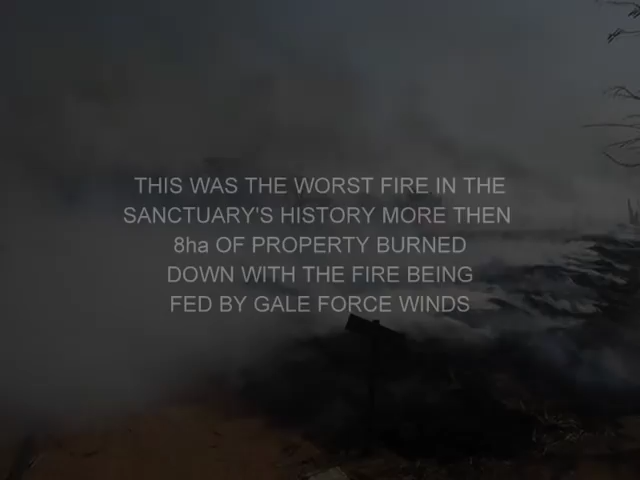 THIS WAS THE WORST FIRE IN THE
SANCTUARY'S HISTORY MORE THEN
8ha OF PROPERTY BURNED
DOWN WITH THE FIRE BEING
FED BY GALE FORCE WINDS